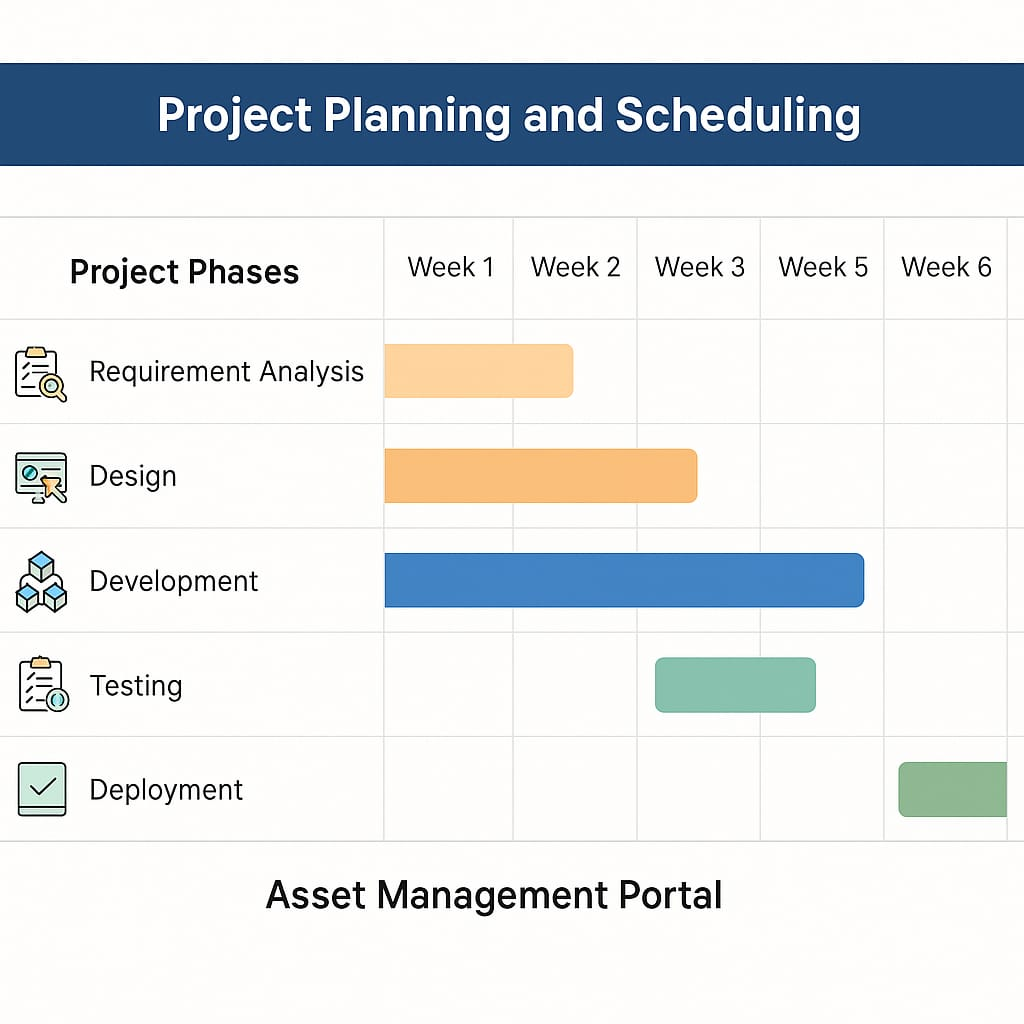 Project Planning and Scheduling
Project Phases Week 1 Week 2 Week 3 Week 5 Week 6
Requirement Analysis
Design
Development
Testing
Deployment
Asset Management Portal